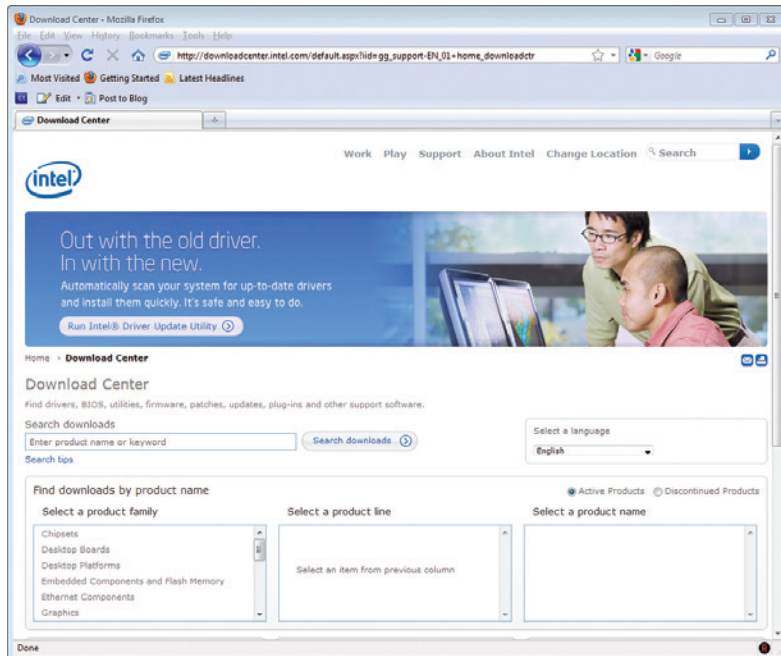 Download Center - Mozilla Firefox
File Edit View History Bookmarks Tools Help
http://downloadcenter.intel.com/default.aspx?iid=gg_support-EN_01+home_downloadctr
Google
Most Visited Getting Started Latest Headlines
Edit Post to Blog
Download Center
Work Play Support About Intel Change Location Search
intel
Out with the old driver.
In with the new.
Automatically scan your system for up-to-date drivers
and install them quickly. It's safe and easy to do.
Run Intel® Driver Update Utility
Home › Download Center
Download Center
Find drivers, BIOS, utilities, firmware, patches, updates, plug-ins and other support software.
Search downloads
Enter product name or keyword
Search downloads
Search tips
Select a language
English
Find downloads by product name
Active Products Discontinued Products
Select a product family
Chipsets
Desktop Boards
Desktop Platforms
Embedded Components and Flash Memory
Ethernet Components
Graphics
Select a product line
Select an item from previous column
Select a product name
Done